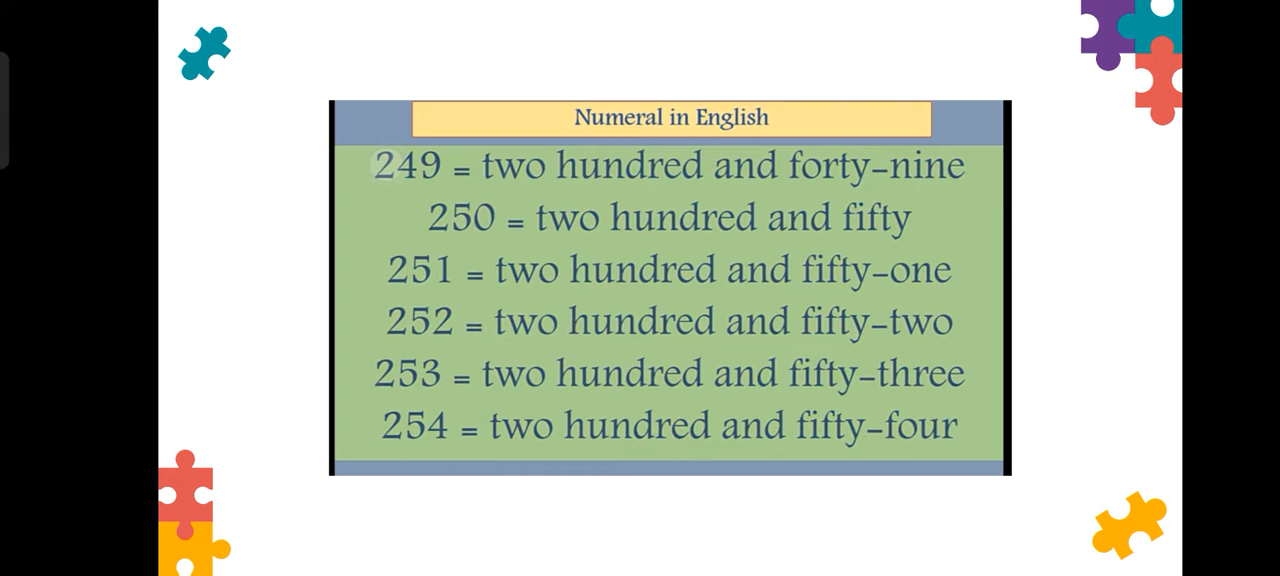 Numeral in English
249 = two hundred and forty-nine
250 = two hundred and fifty
251 = two hundred and fifty-one
252 = two hundred and fifty-two
253 = two hundred and fifty-three
254 = two hundred and fifty-four